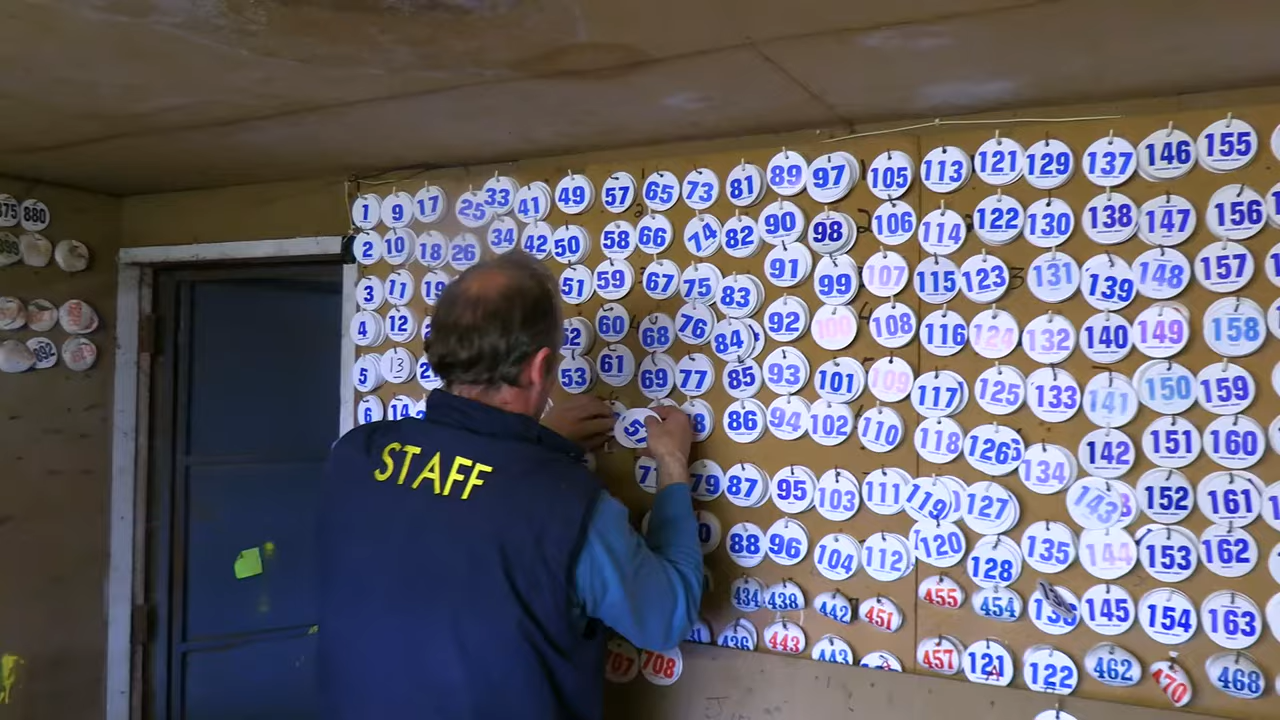 880
892
1 9 17 25 33 41 49 57 65 73 81 89 97 105 113 121 129 137 146 155
2 10 18 26 34 42 50 58 66 74 82 90 98 106 114 122 130 138 147 156
3 11 19 51 59 67 75 83 91 99 107 115 123 131 139 148 157
4 12 60 68 76 84 92 100 108 116 124 132 140 149 158
5 13 53 61 69 77 85 93 101 109 117 125 133 141 150 159
6 14 86 94 102 110 118 126 134 142 151 160
STAFF
79 87 95 103 111 119 127 143 152 161
88 96 104 112 120 128 135 144 153 162
434 438 442 451 455 454 145 154 163
436 443 443 457 121 122 462 470 468
708